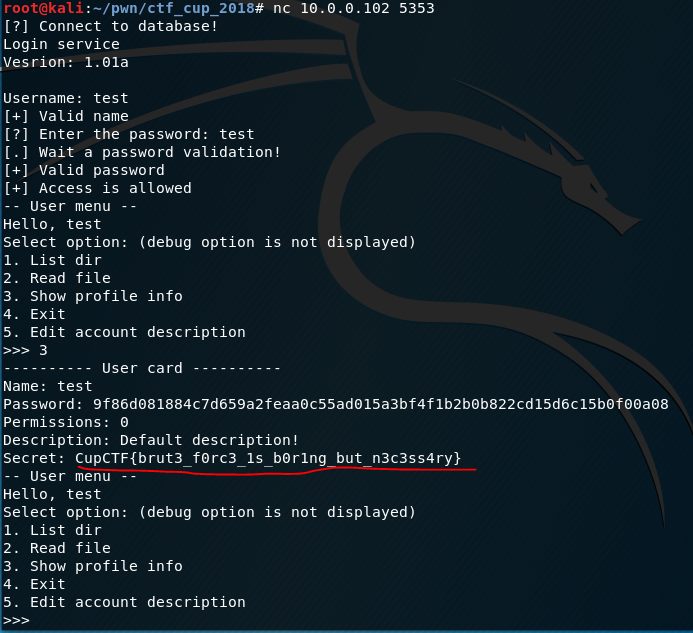 root@kali:~/pwn/ctf_cup_2018# nc 10.0.0.102 5353
[?] Connect to database!
Login service
Vesrion: 1.01a
Username: test
[+] Valid name
[?] Enter the password: test
[.] Wait a password validation!
[+] Valid password
[+] Access is allowed
-- User menu --
Hello, test
Select option: (debug option is not displayed)
1. List dir
2. Read file
3. Show profile info
4. Exit
5. Edit account description
>>> 3
---------- User card ----------
Name: test
Password: 9f86d081884c7d659a2feaa0c55ad015a3bf4f1b2b0b822cd15d6c15b0f00a08
Permissions: 0
Description: Default description!
Secret: CupCTF{brut3_f0rc3_1s_b0r1ng_but_n3c3ss4ry}
-- User menu --
Hello, test
Select option: (debug option is not displayed)
1. List dir
2. Read file
3. Show profile info
4. Exit
5. Edit account description
>>>